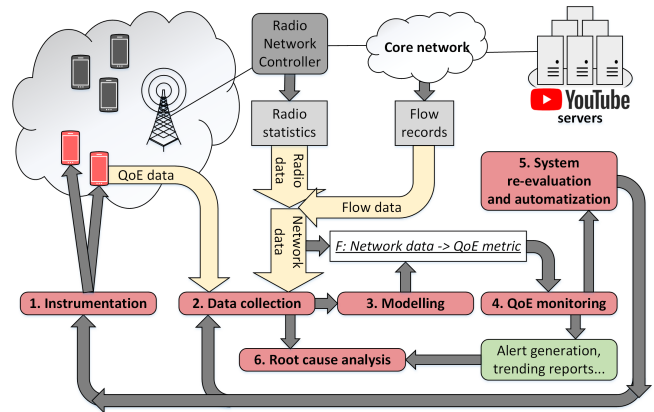 Radio
Network
Controller
Core network
YouTube
servers
Radio
statistics
Flow
records
5. System
re-evaluation
and automatization
QoE data
Radio
data
Flow data
Network
data
F: Network data -> QoE metric
1. Instrumentation
2. Data collection
3. Modelling
4. QoE monitoring
6. Root cause analysis
Alert generation,
trending reports...